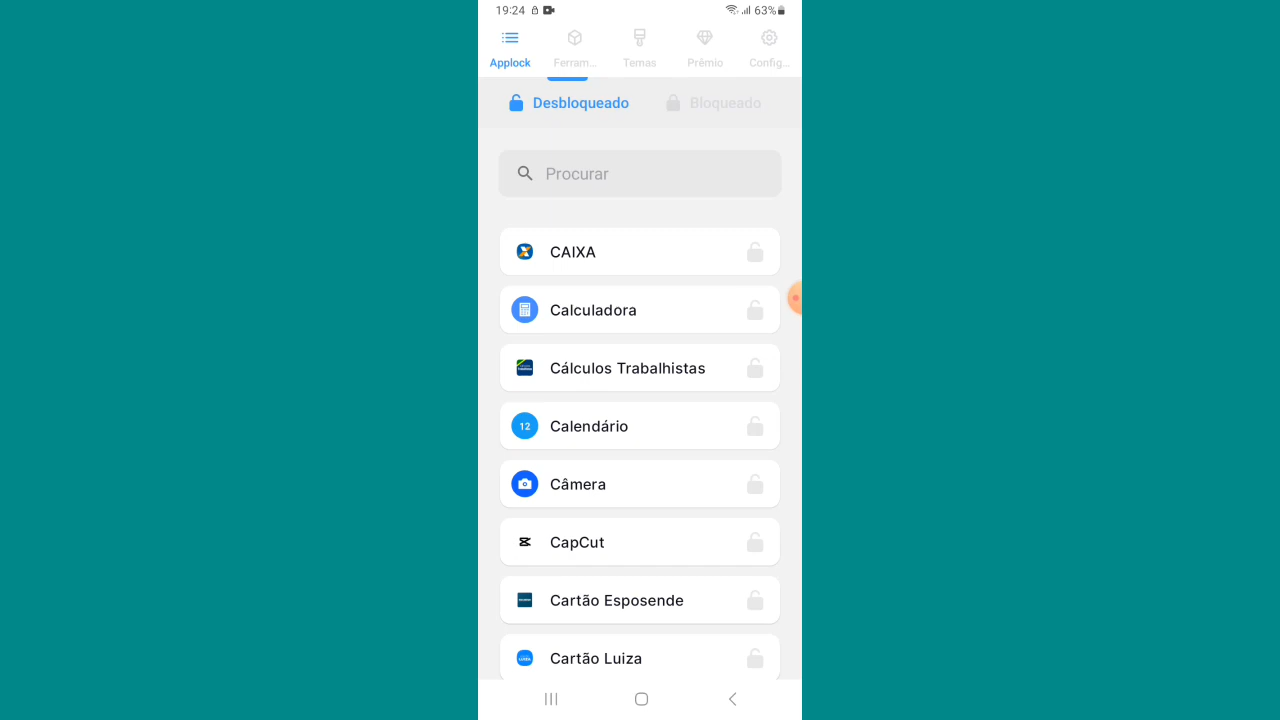 19:24 63%
Applock Ferram... Temas Prêmio Config...
Desbloqueado Bloqueado
Procurar
CAIXA
Calculadora
Cálculos Trabalhistas
12 Calendário
Câmera
CapCut
Cartão Esposende
Cartão Luiza